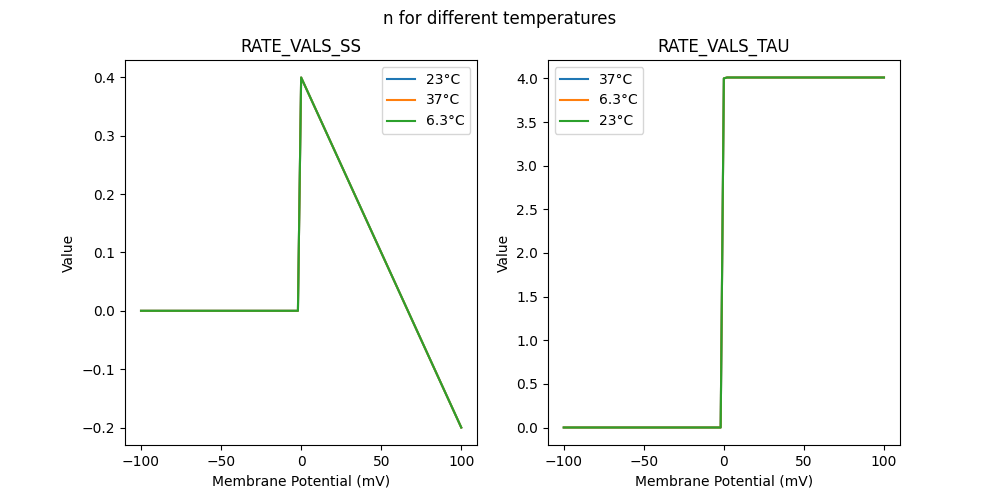 n for different temperatures
RATE_VALS_SS
0.4
0.3
0.2
0.1
0.0
−0.1
−0.2
Value
−100
−50
0
50
100
Membrane Potential (mV)
23°C
37°C
6.3°C
RATE_VALS_TAU
4.0
3.5
3.0
2.5
2.0
1.5
1.0
0.5
0.0
Value
−100
−50
0
50
100
Membrane Potential (mV)
37°C
6.3°C
23°C